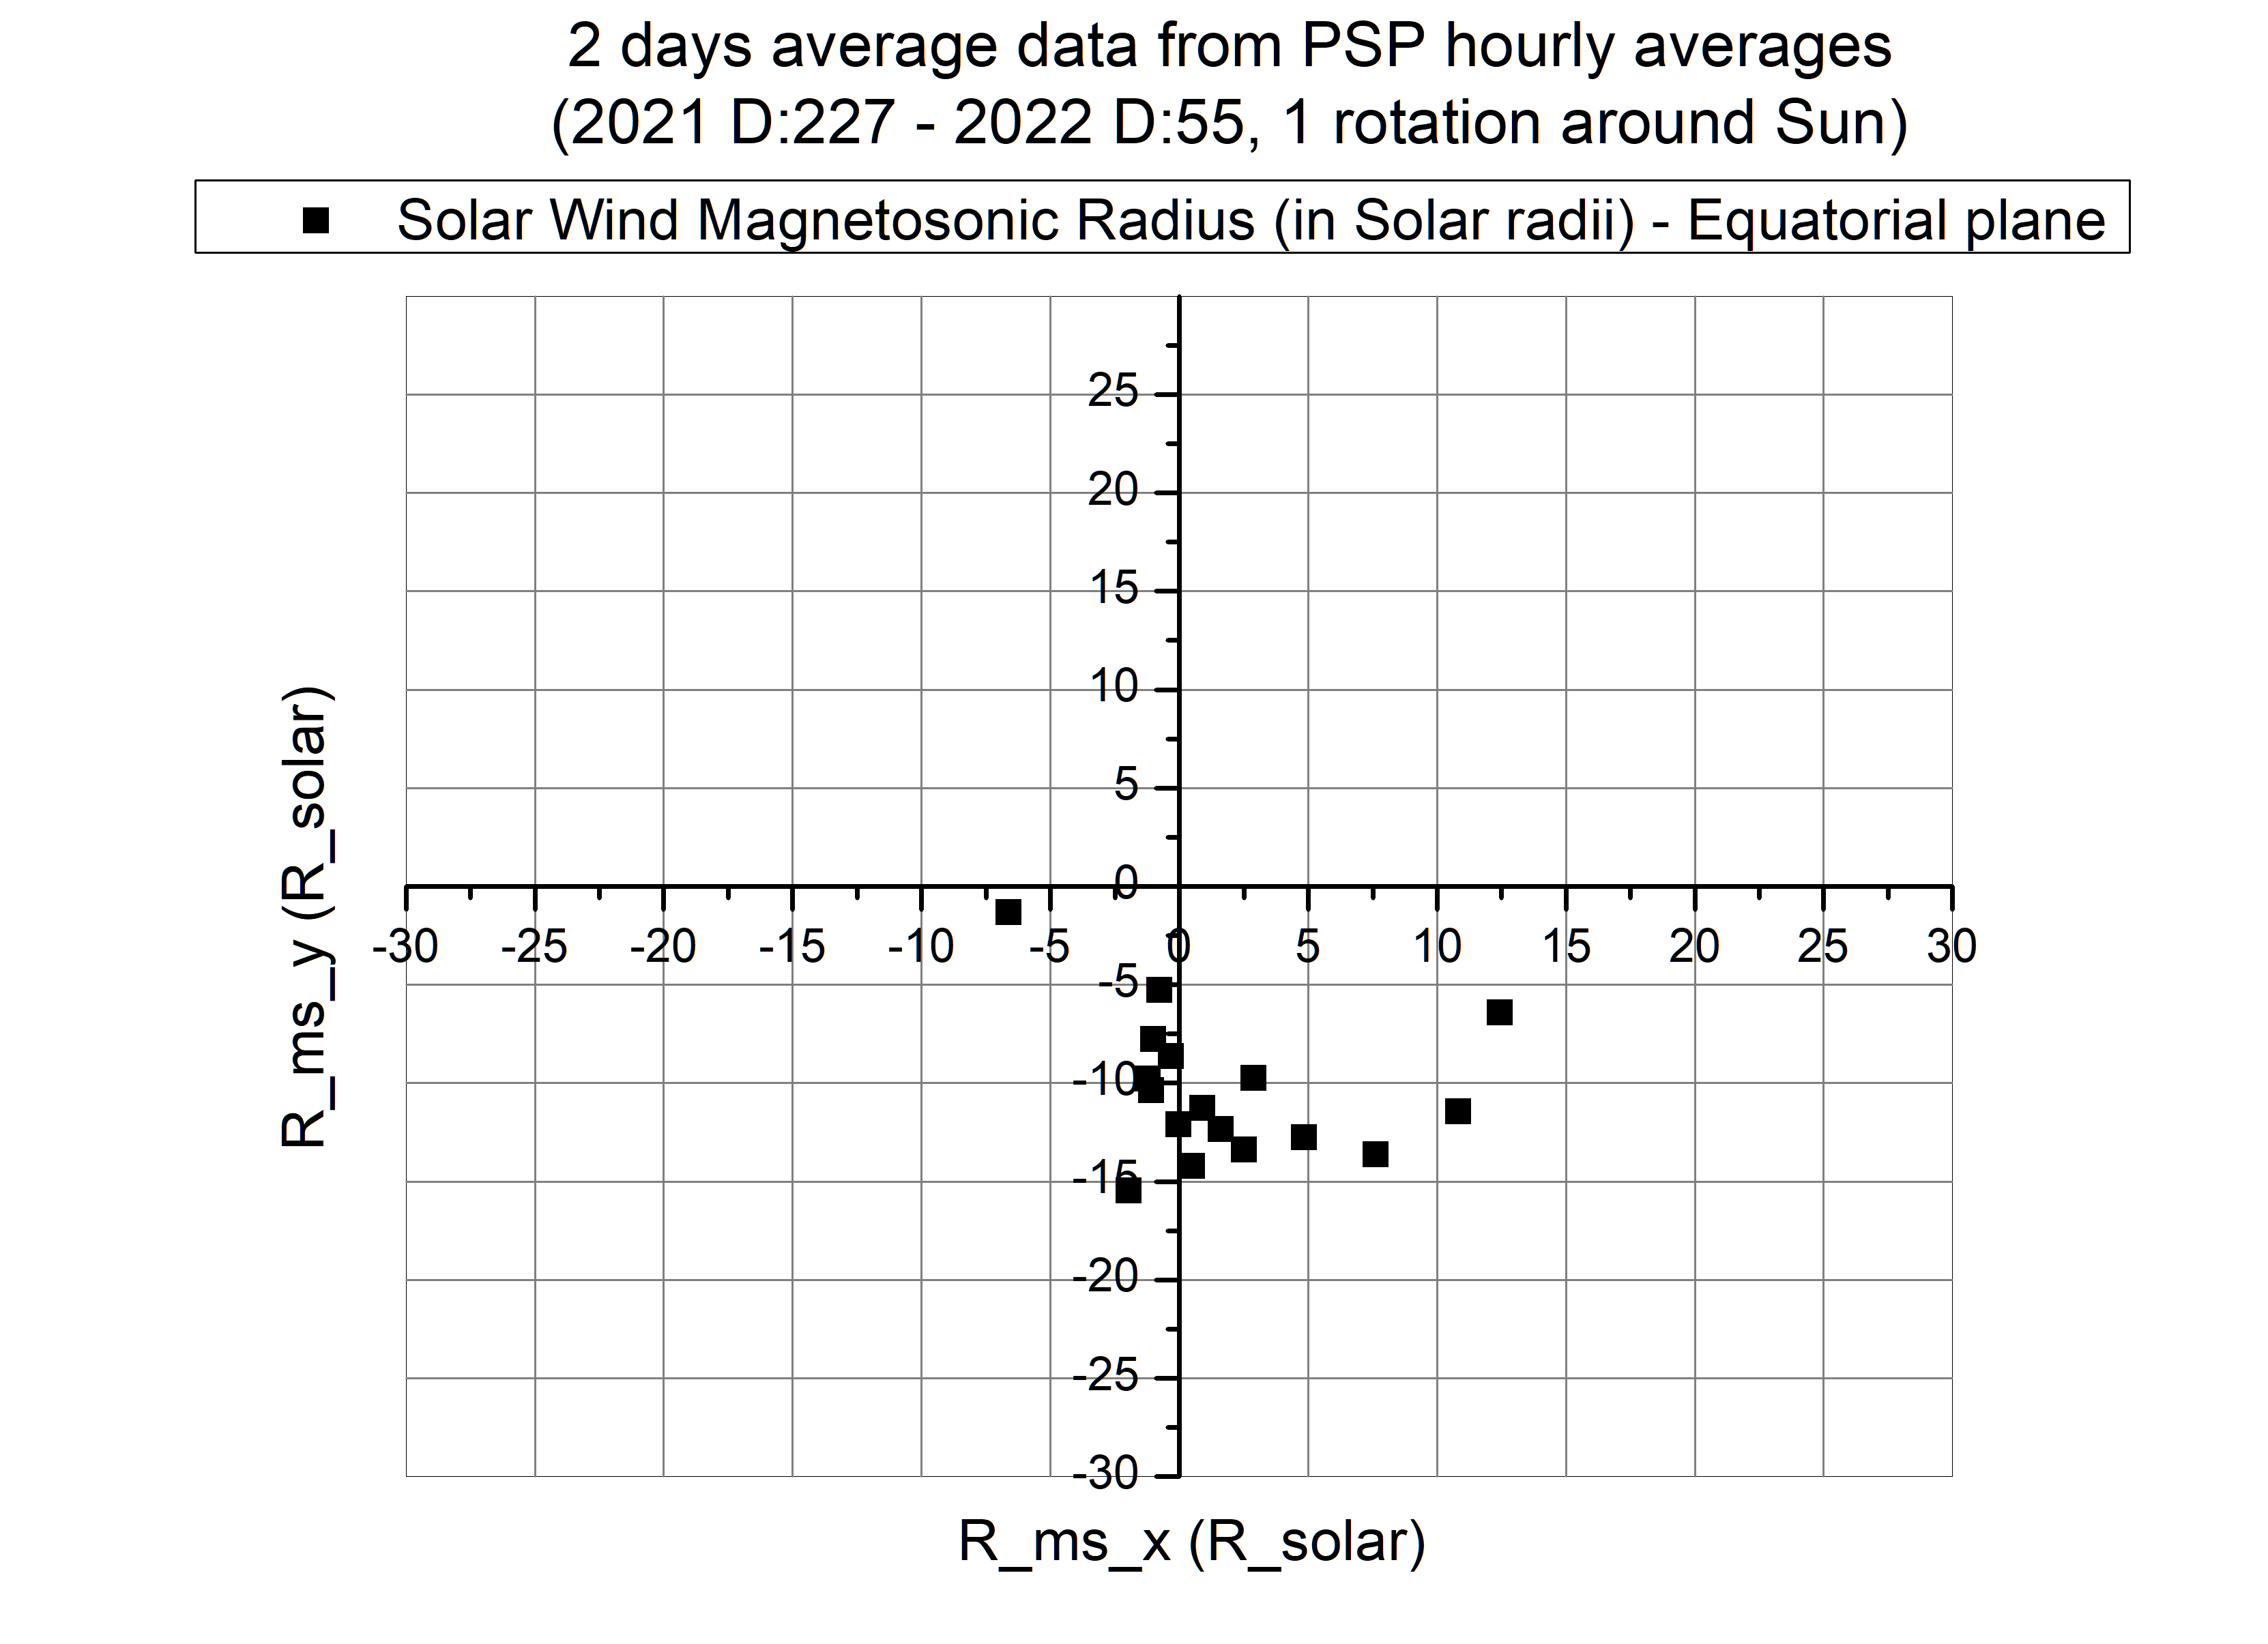 2 days average data from PSP hourly averages
(2021 D:227 - 2022 D:55, 1 rotation around Sun)
Solar Wind Magnetosonic Radius (in Solar radii) - Equatorial plane
25
20
15
10
5
0
-30 -25 -20 -15 -10 -5 0 5 10 15 20 25 30
-5
-10
-15
-20
-25
-30
R_ms_y (R_solar)
R_ms_x (R_solar)